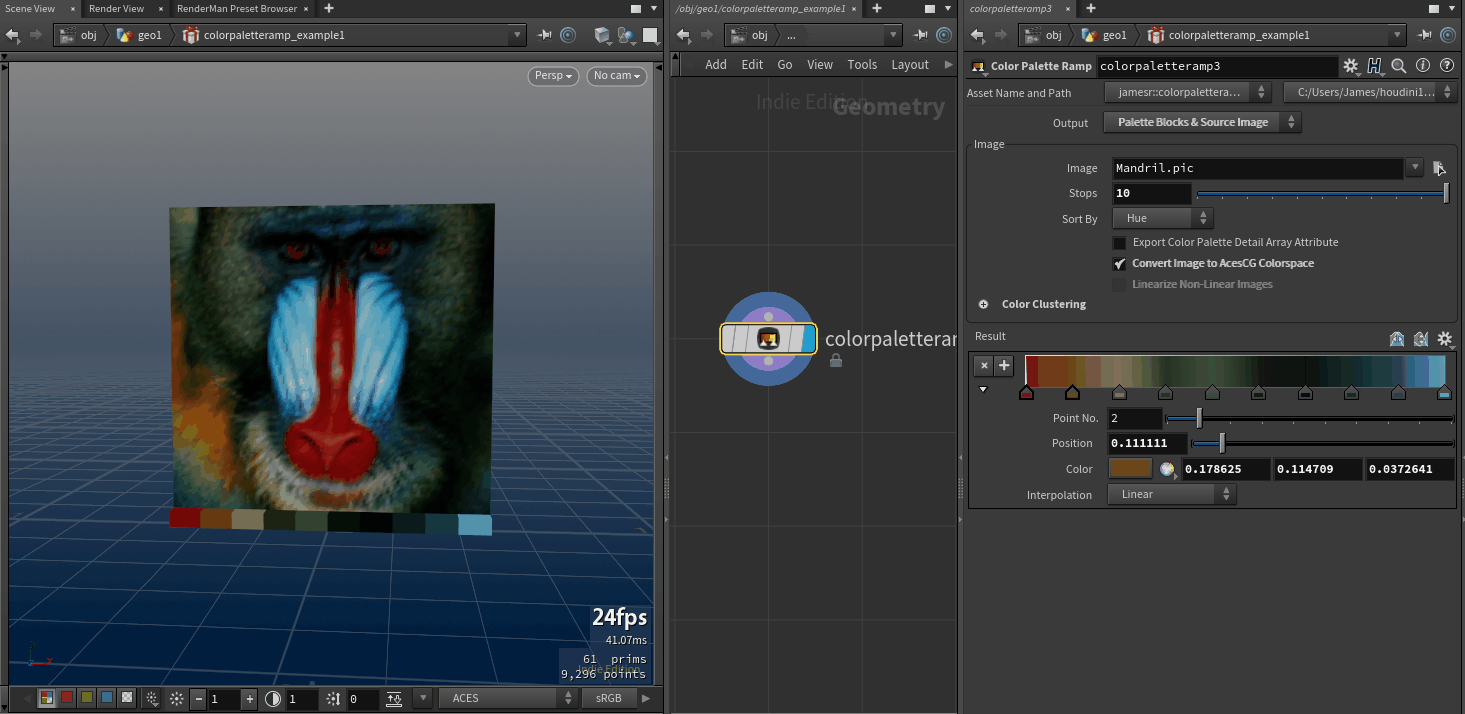 Scene View × Render View × RenderMan Preset Browser × +
obj geo1 colorpaletteramp_example1
Persp No cam
24fps
41.07ms
61 prims
9,296 points
Indie Edition
1 1 0 ACES sRGB
/obj/geo1/colorpaletteramp_example1 × +
obj ...
Add Edit Go View Tools Layout
Indie Edition
Geometry
colorpaletterar
colorpaletteramp3 × +
obj geo1 colorpaletteramp_example1
Color Palette Ramp colorpaletteramp3
Asset Name and Path jamesr::colorpalettera... C:/Users/James/houdini1...
Output Palette Blocks & Source Image
Image
Image Mandril.pic
Stops 10
Sort By Hue
Export Color Palette Detail Array Attribute
Convert Image to AcesCG Colorspace
Linearize Non-Linear Images
Color Clustering
Result
Point No. 2
Position 0.111111
Color 0.178625 0.114709 0.0372641
Interpolation Linear